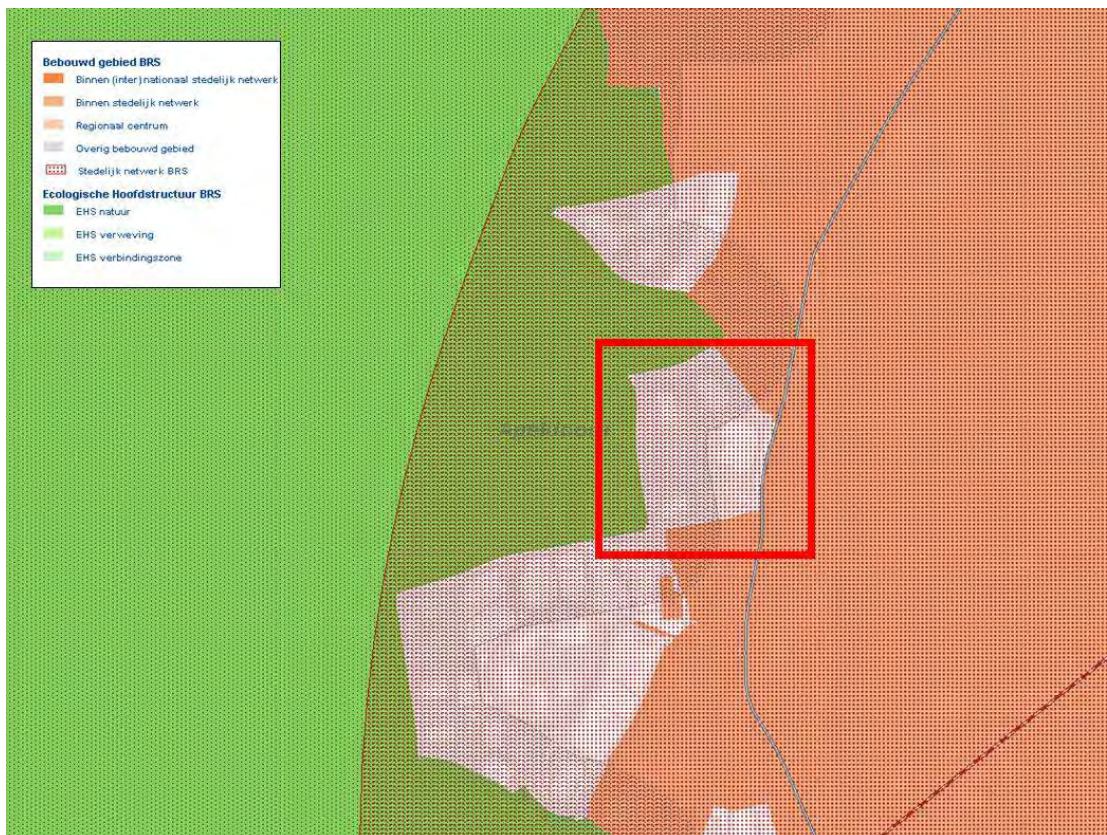 Bebouwd gebied BRS
Binnen (inter)nationaal stedelijk netwerk
Binnen stedelijk netwerk
Regionaal centrum
Overig bebouwd gebied
Stedelijk netwerk BRS
Ecologische Hoofdstructuur BRS
EHS natuur
EHS verweving
EHS verbindingszone
Apeldoorn